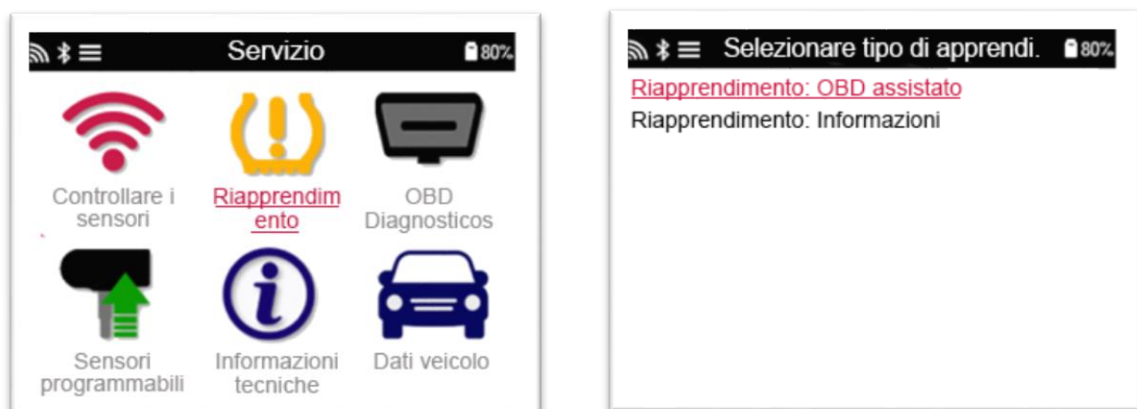 Servizio
80%
Controllare i
sensori
Riapprendim
ento
OBD
Diagnosticos
Sensori
programmabili
Informazioni
tecniche
Dati veicolo
Selezionare tipo di apprendi.
80%
Riapprendimento: OBD assistato
Riapprendimento: Informazioni